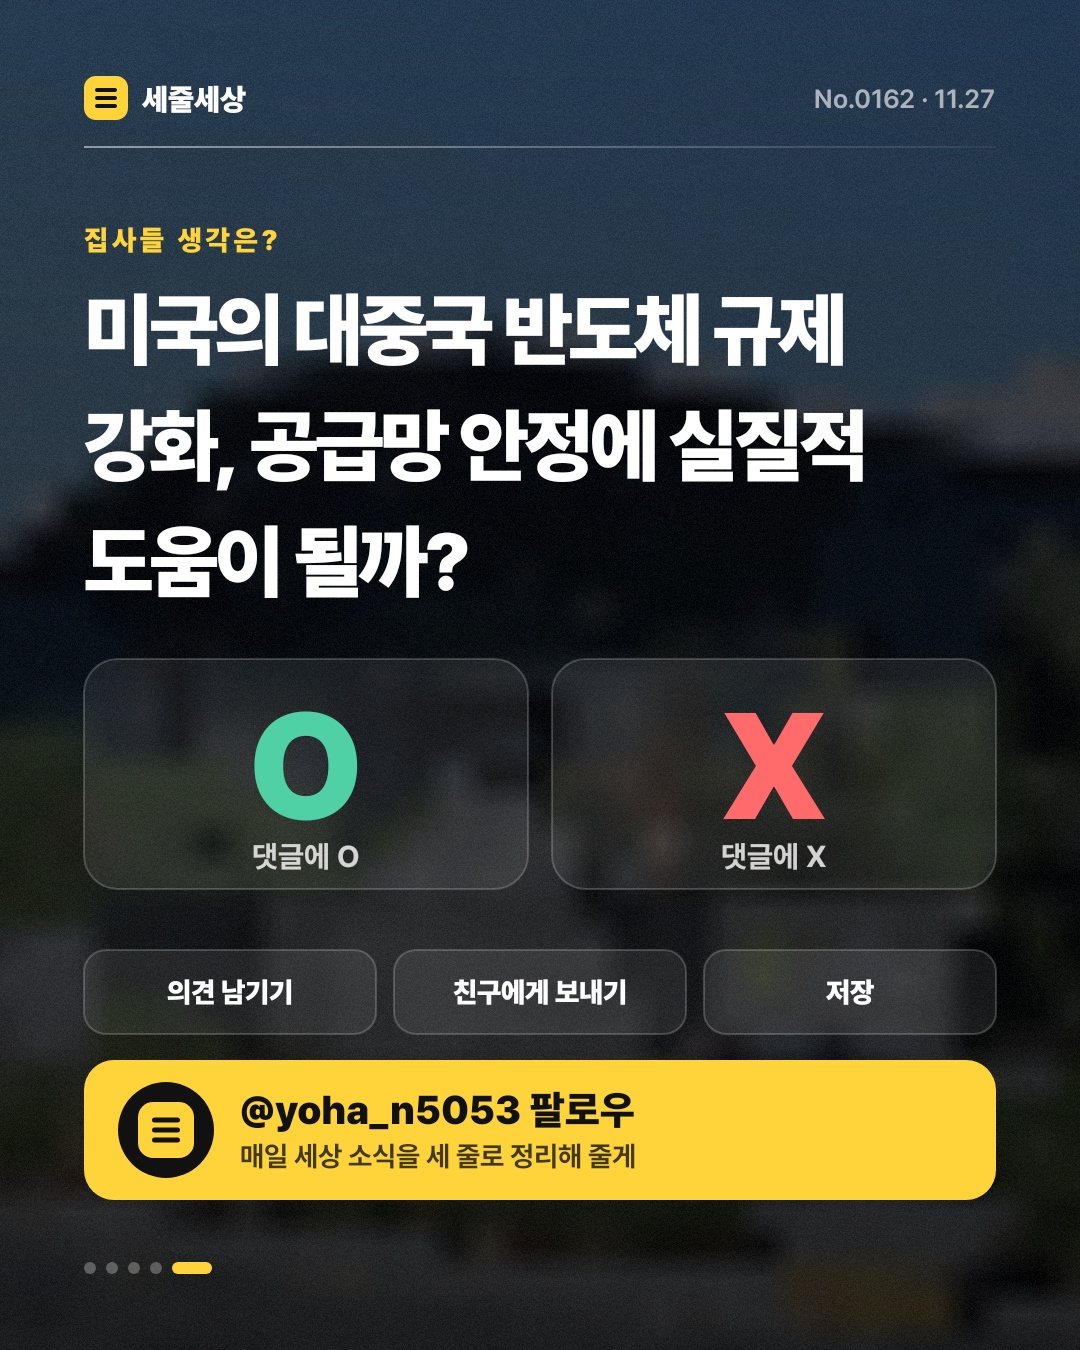 세줄세상
No.0162 · 11.27
집사들 생각은?
미국의 대중국 반도체 규제
강화, 공급망 안정에 실질적
도움이 될까?
O
댓글에 O
X
댓글에 X
의견 남기기
친구에게 보내기
저장
@yoha_n5053 팔로우
매일 세상 소식을 세 줄로 정리해 줄게